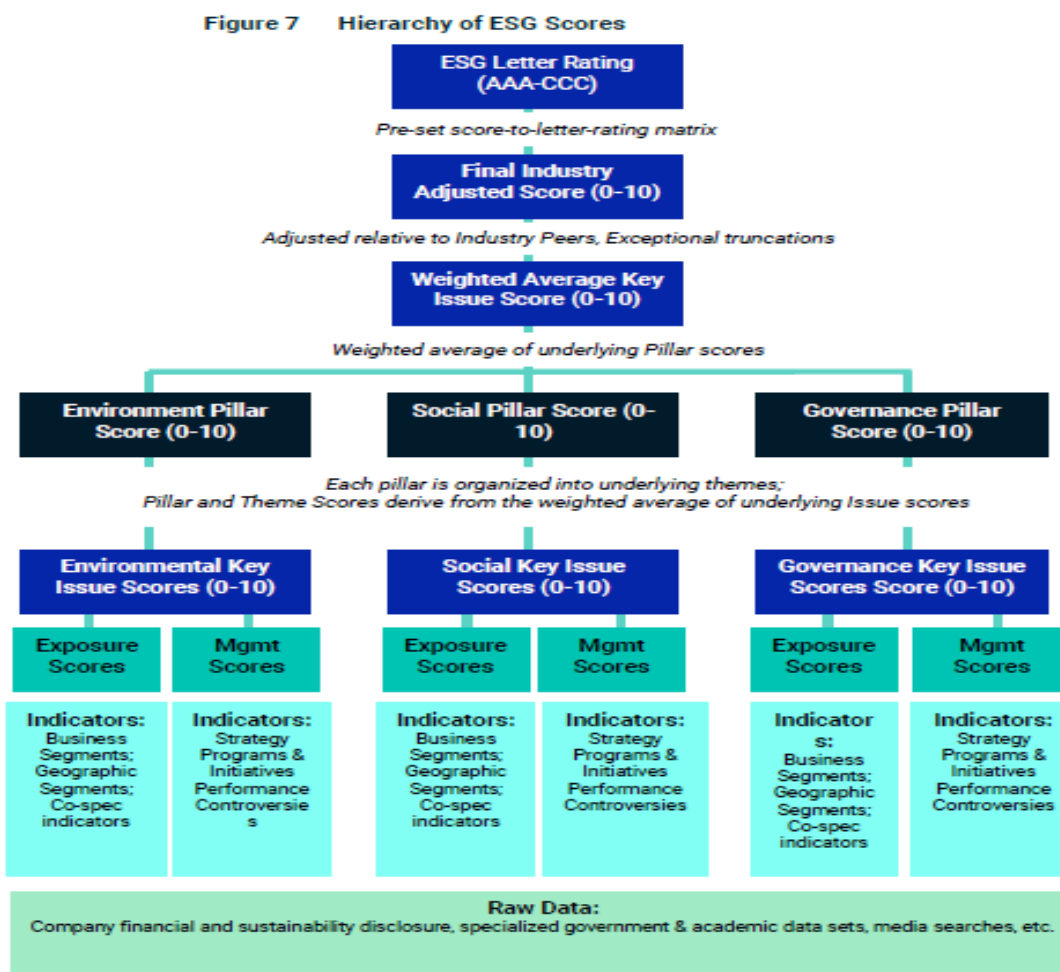 Figure 7 Hierarchy of ESG Scores
ESG Letter Rating
(AAA-CCC)
Pre-set score-to-letter-rating matrix
Final Industry
Adjusted Score (0-10)
Adjusted relative to Industry Peers, Exceptional truncations
Weighted Average Key
Issue Score (0-10)
Weighted average of underlying Pillar scores
Environment Pillar
Score (0-10)
Social Pillar Score (0-
10)
Governance Pillar
Score (0-10)
Each pillar is organized into underlying themes;
Pillar and Theme Scores derive from the weighted average of underlying Issue scores
Environmental Key
Issue Scores (0-10)
Social Key Issue
Scores (0-10)
Governance Key Issue
Scores Score (0-10)
Exposure
Scores
Mgmt
Scores
Exposure
Scores
Mgmt
Scores
Exposure
Scores
Mgmt
Scores
Indicators:
Business
Segments;
Geographic
Segments;
Co-spec
indicators
Indicators:
Strategy
Programs &
Initiatives
Performance
Controversie
s
Indicators:
Business
Segments;
Geographic
Segments;
Co-spec
indicators
Indicators:
Strategy
Programs &
Initiatives
Performance
Controversies
Indicator
s:
Business
Segments;
Geographic
Segments;
Co-spec
indicators
Indicators:
Strategy
Programs &
Initiatives
Performance
Controversies
Raw Data:
Company financial and sustainability disclosure, specialized government & academic data sets, media searches, etc.